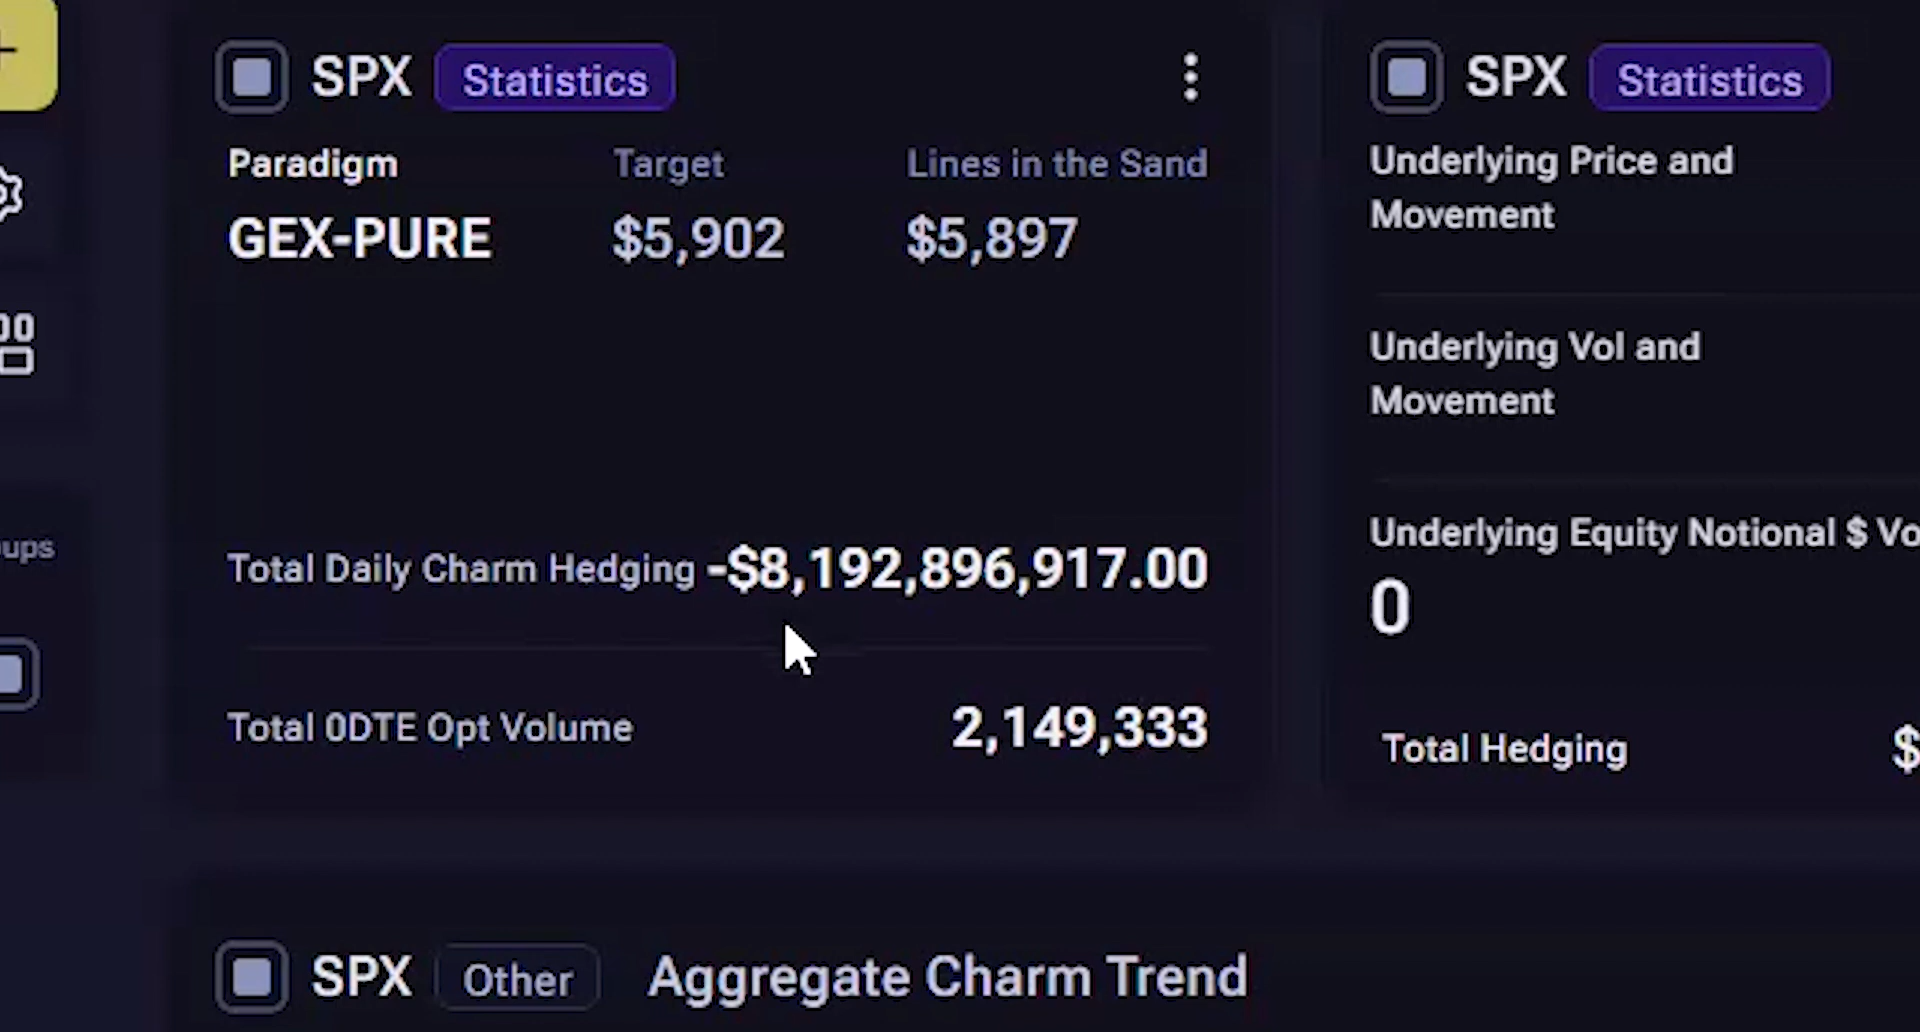 SPX Statistics
Paradigm Target Lines in the Sand
GEX-PURE $5,902 $5,897
Total Daily Charm Hedging -$8,192,896,917.00
Total 0DTE Opt Volume 2,149,333
SPX Statistics
Underlying Price and
Movement
Underlying Vol and
Movement
Underlying Equity Notional $ Vo
0
Total Hedging $
ups
SPX Other Aggregate Charm Trend